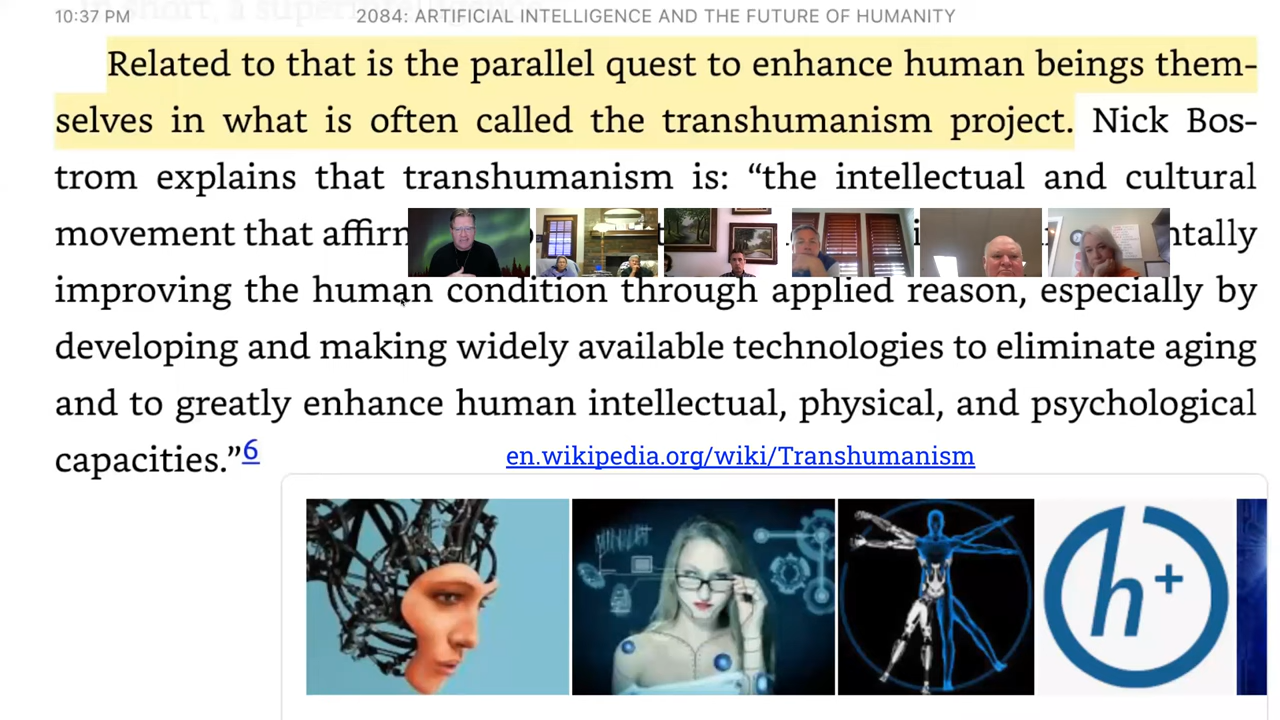 in short, a superintelligence.
10:37 PM 2084: ARTIFICIAL INTELLIGENCE AND THE FUTURE OF HUMANITY
Related to that is the parallel quest to enhance human beings them-
selves in what is often called the transhumanism project. Nick Bos-
trom explains that transhumanism is: “the intellectual and cultural
movement that affirm
improving the human condition through applied reason, especially by
developing and making widely available technologies to eliminate aging
and to greatly enhance human intellectual, physical, and psychological
capacities.”6
en.wikipedia.org/wiki/Transhumanism
h+